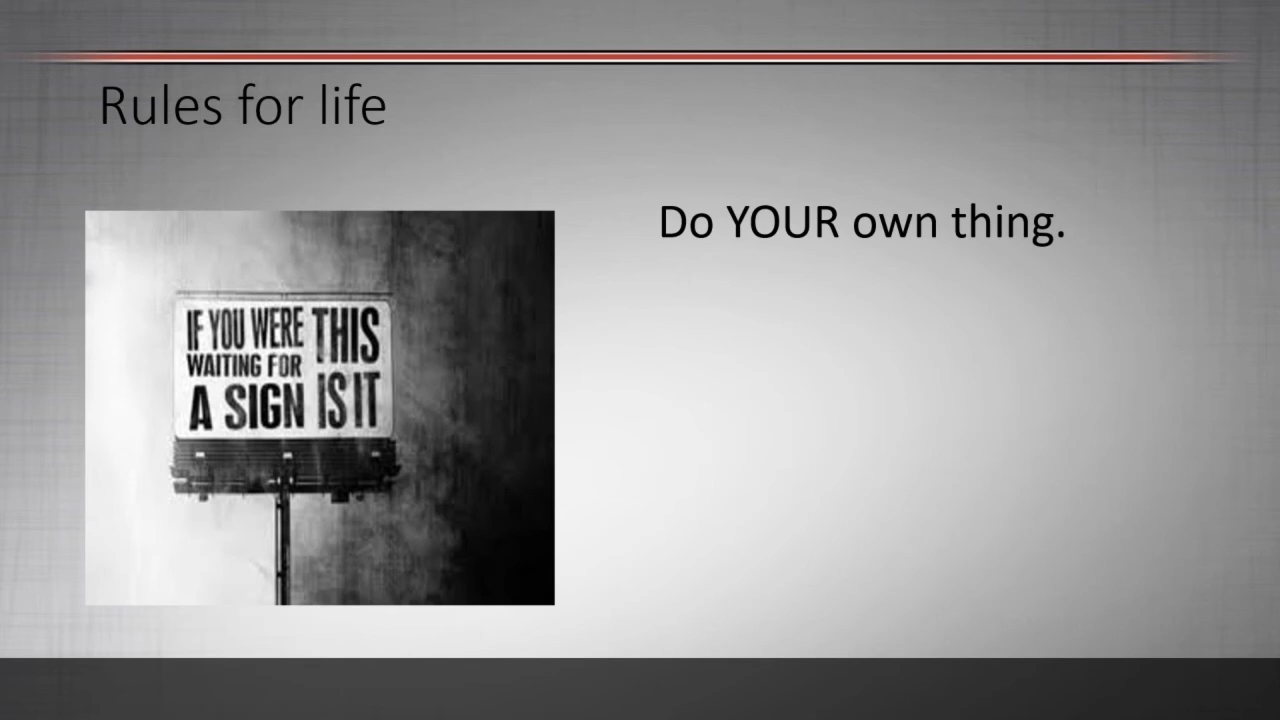 Rules for life
Do YOUR own thing.
IF YOU WERE THIS
WAITING FOR
A SIGN IS IT